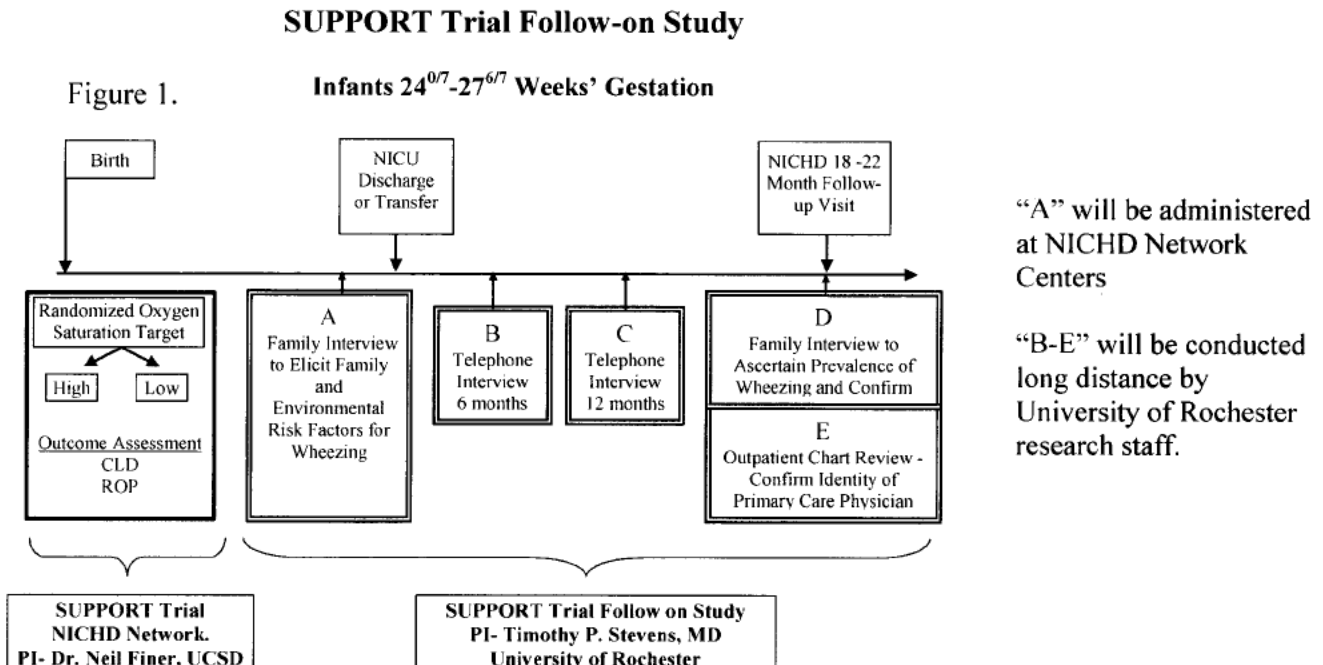 SUPPORT Trial Follow-on Study
Infants 24^0/7-27^6/7 Weeks' Gestation
Figure 1.
Birth
NICU
Discharge
or Transfer
NICHD 18 -22
Month Follow-
up Visit
Randomized Oxygen
Saturation Target
High
Low
Outcome Assessment
CLD
ROP
A
Family Interview
to Elicit Family
and
Environmental
Risk Factors for
Wheezing
B
Telephone
Interview
6 months
C
Telephone
Interview
12 months
D
Family Interview to
Ascertain Prevalence of
Wheezing and Confirm
E
Outpatient Chart Review -
Confirm Identity of
Primary Care Physician
"A" will be administered
at NICHD Network
Centers
"B-E" will be conducted
long distance by
University of Rochester
research staff.
SUPPORT Trial
NICHD Network.
PI- Dr. Neil Finer, UCSD
SUPPORT Trial Follow on Study
PI- Timothy P. Stevens, MD
University of Rochester